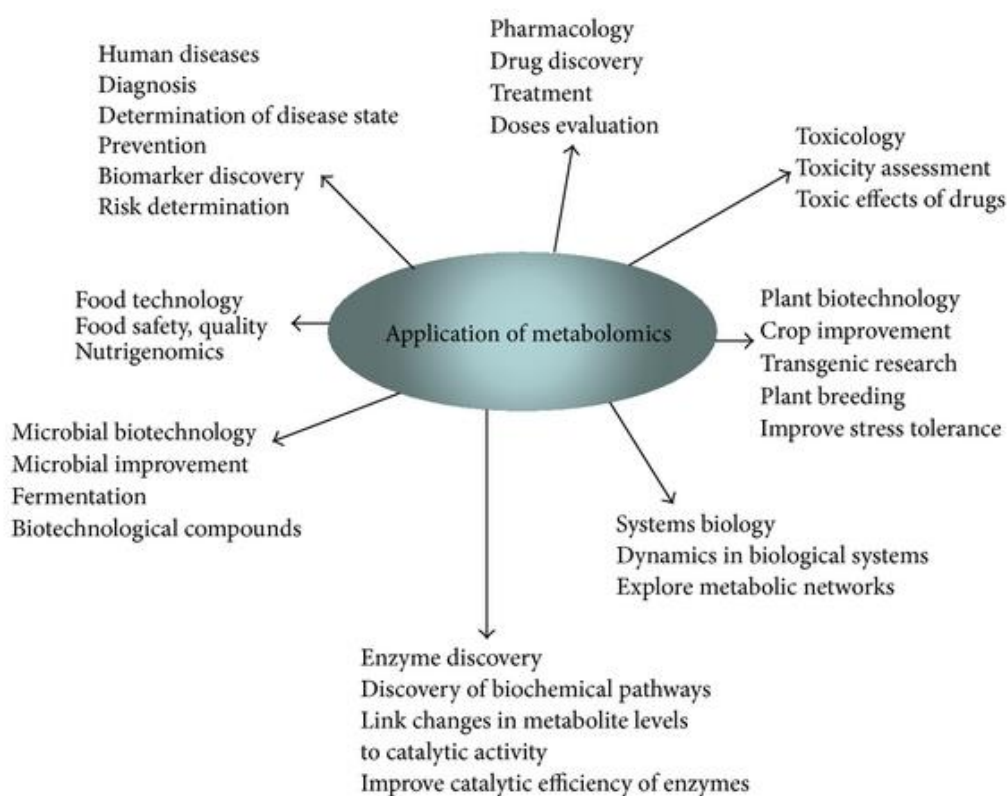 Human diseases
Diagnosis
Determination of disease state
Prevention
Biomarker discovery
Risk determination
Pharmacology
Drug discovery
Treatment
Doses evaluation
Toxicology
Toxicity assessment
Toxic effects of drugs
Food technology
Food safety, quality
Nutrigenomics
Application of metabolomics
Plant biotechnology
Crop improvement
Transgenic research
Plant breeding
Improve stress tolerance
Microbial biotechnology
Microbial improvement
Fermentation
Biotechnological compounds
Systems biology
Dynamics in biological systems
Explore metabolic networks
Enzyme discovery
Discovery of biochemical pathways
Link changes in metabolite levels
to catalytic activity
Improve catalytic efficiency of enzymes